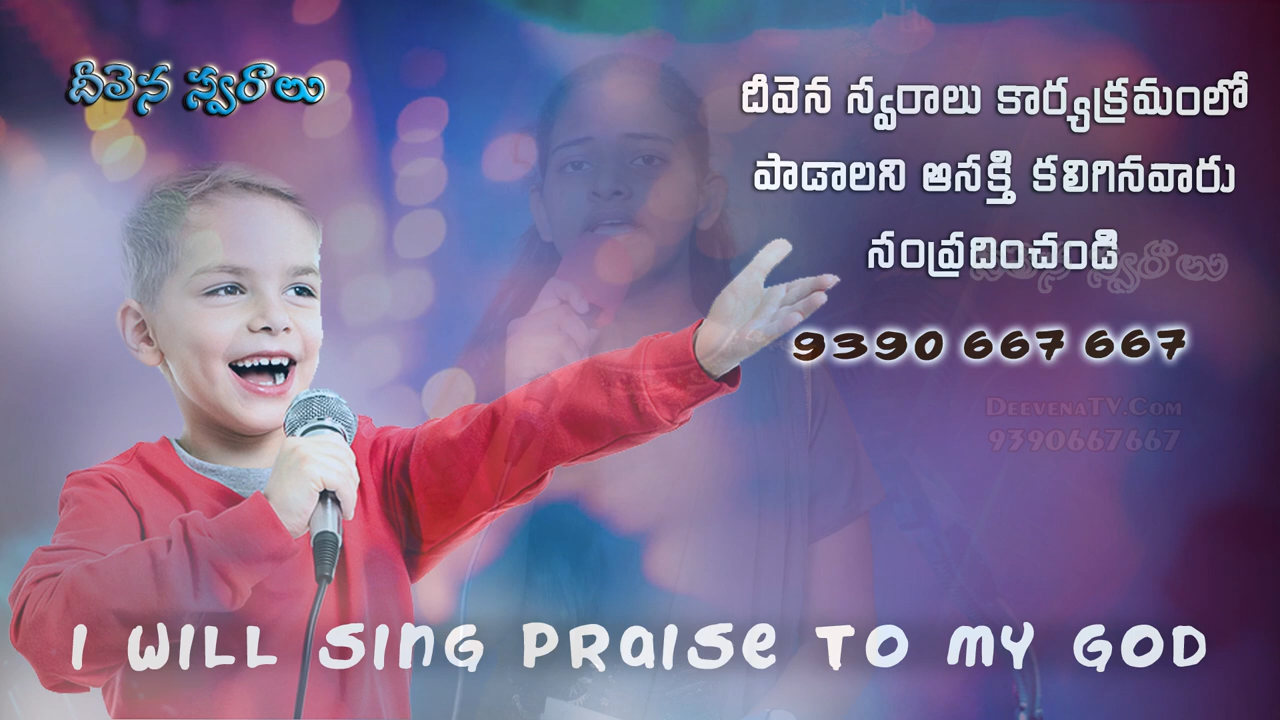 దీవెన స్వరాలు
దీవెన స్వరాలు కార్యక్రమంలో
పాడాలని ఆసక్తి కలిగినవారు
సంప్రదించండి
స్వరాలు
9390 667 667
DeevenaTV.Com
9390667667
I WILL SING PRAISE TO MY GOD